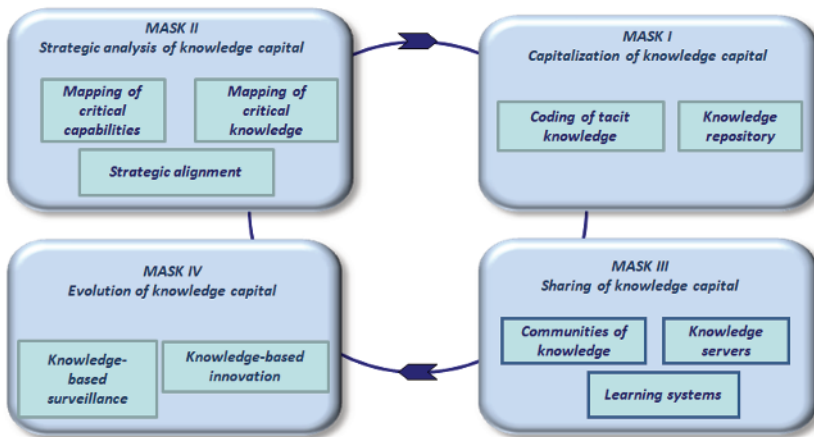 MASK II
Strategic analysis of knowledge capital
Mapping of
critical
capabilities
Mapping of
critical
knowledge
Strategic alignment
MASK I
Capitalization of knowledge capital
Coding of tacit
knowledge
Knowledge
repository
MASK IV
Evolution of knowledge capital
Knowledge-
based
surveillance
Knowledge-based
innovation
MASK III
Sharing of knowledge capital
Communities of
knowledge
Knowledge
servers
Learning systems